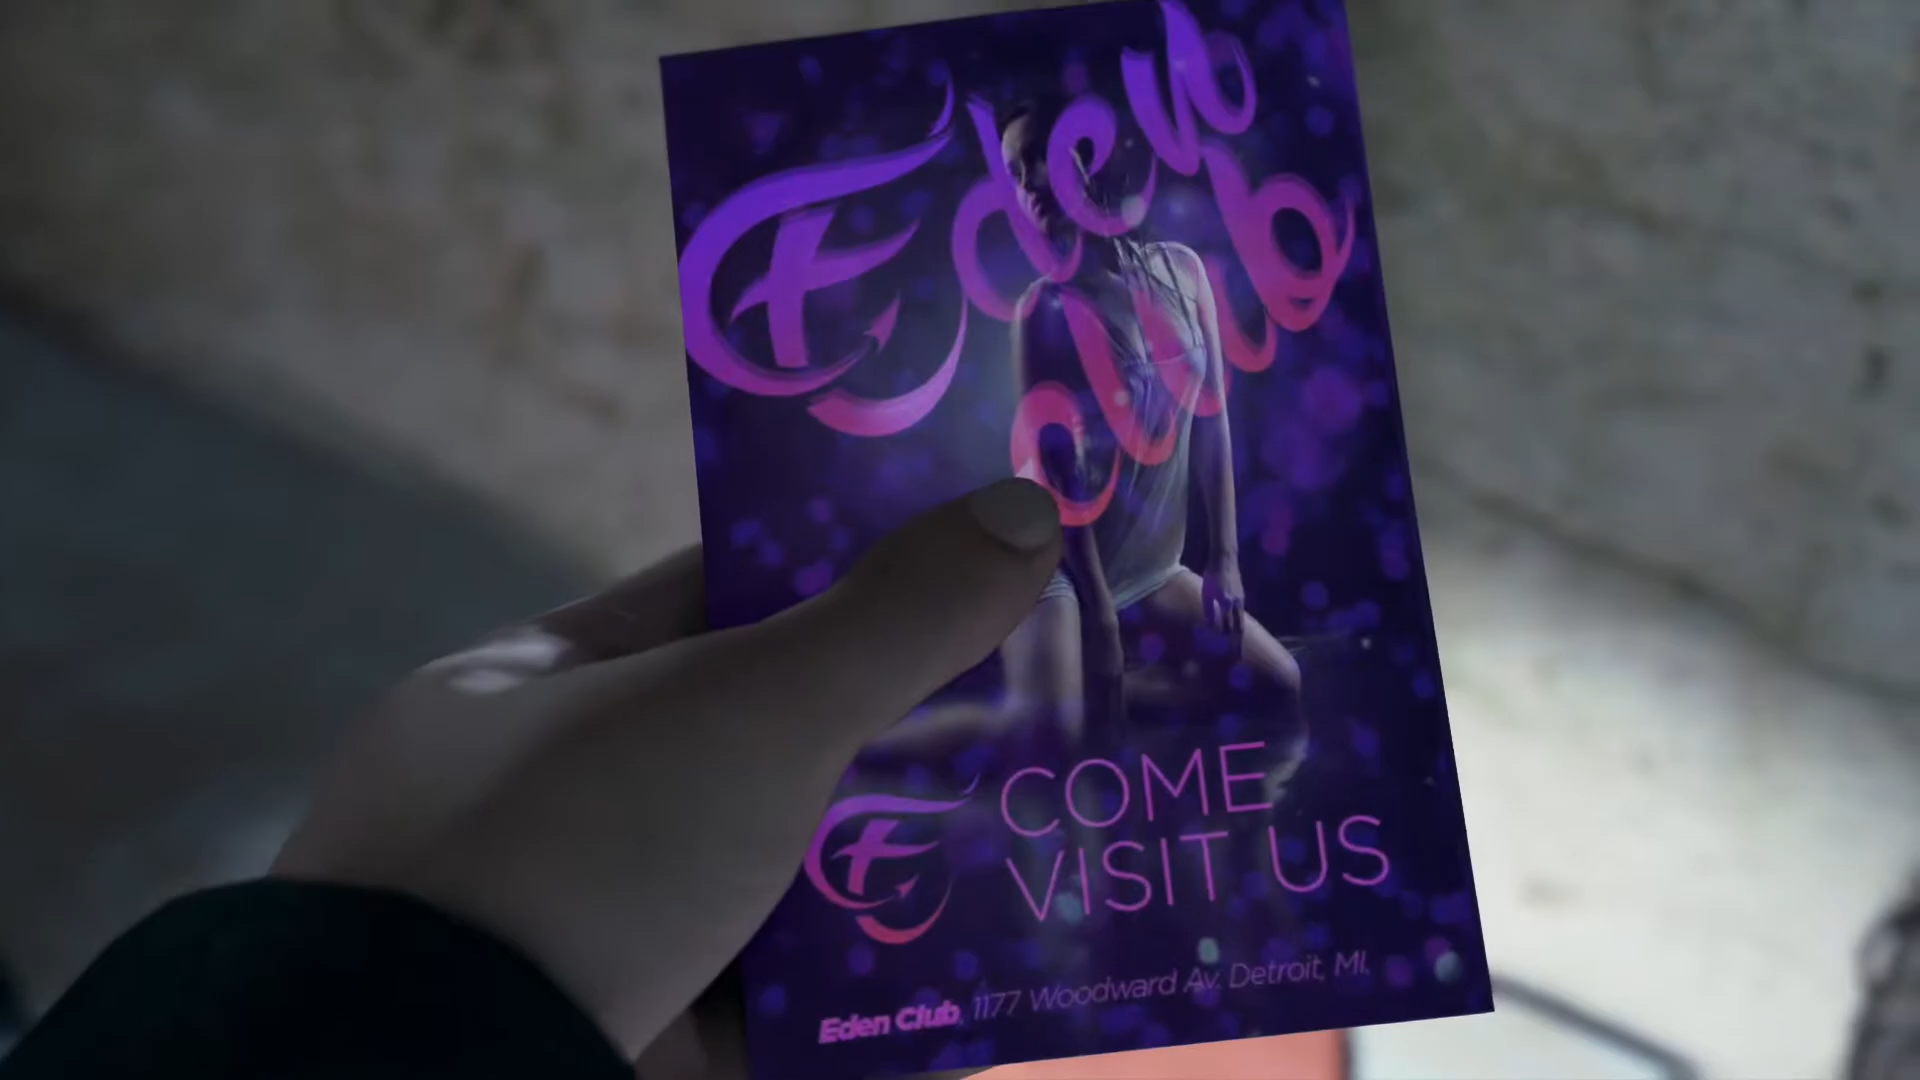 Eden
club
COME
VISIT US
Eden Club, 1177 Woodward Av. Detroit, MI.